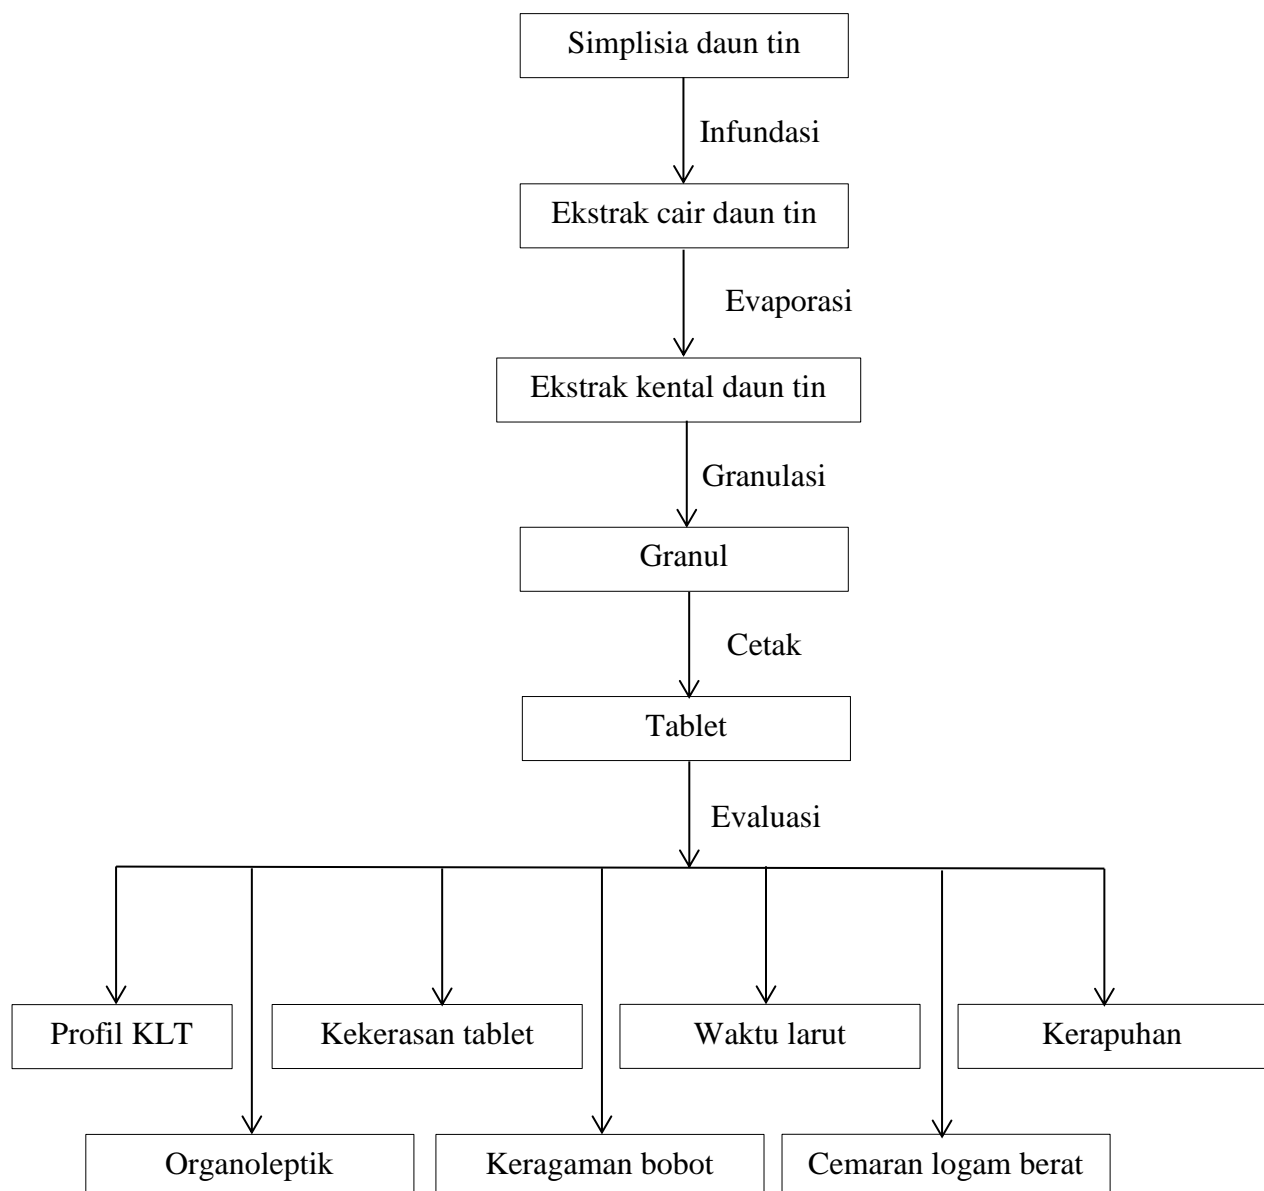 Simplisia daun tin
Infundasi
Ekstrak cair daun tin
Evaporasi
Ekstrak kental daun tin
Granulasi
Granul
Cetak
Tablet
Evaluasi
Profil KLT
Kekerasan tablet
Waktu larut
Kerapuhan
Organoleptik
Keragaman bobot
Cemaran logam berat